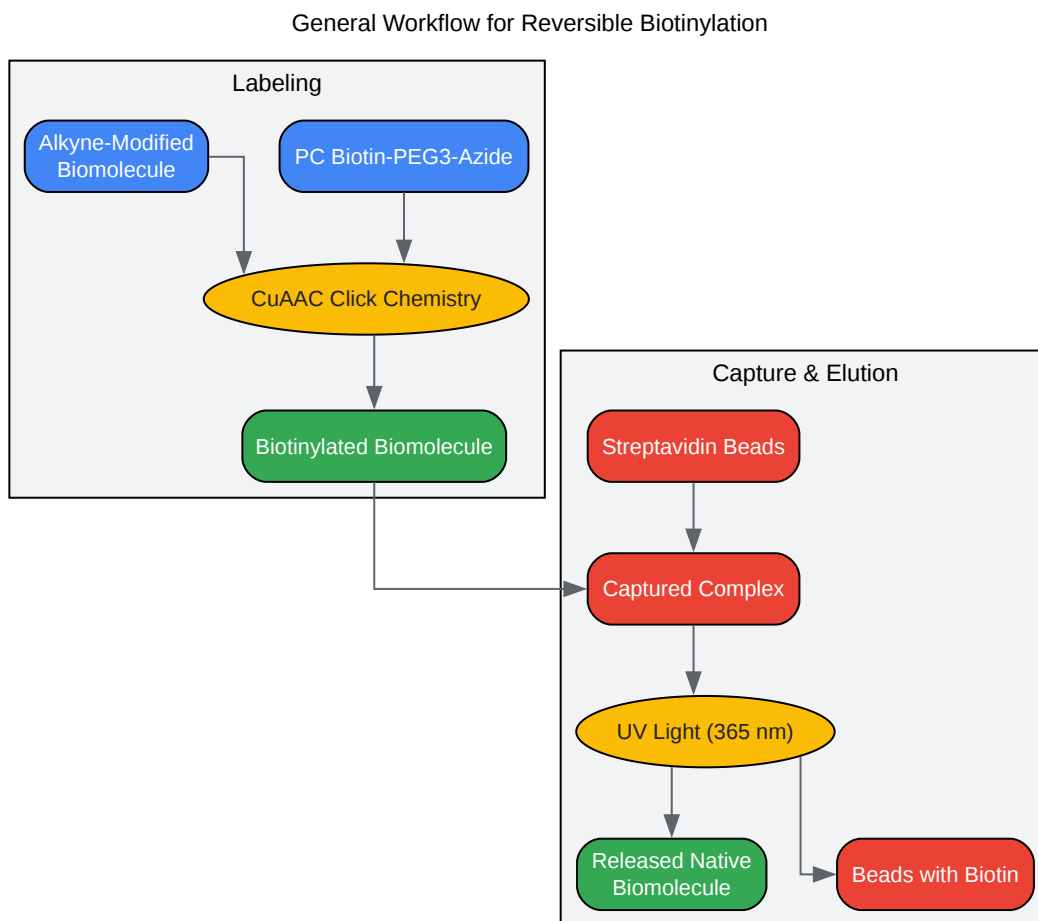 General Workflow for Reversible Biotinylation
Labeling
Alkyne-Modified
Biomolecule
PC Biotin-PEG3-Azide
CuAAC Click Chemistry
Biotinylated Biomolecule
Capture & Elution
Streptavidin Beads
Captured Complex
UV Light (365 nm)
Released Native
Biomolecule
Beads with Biotin